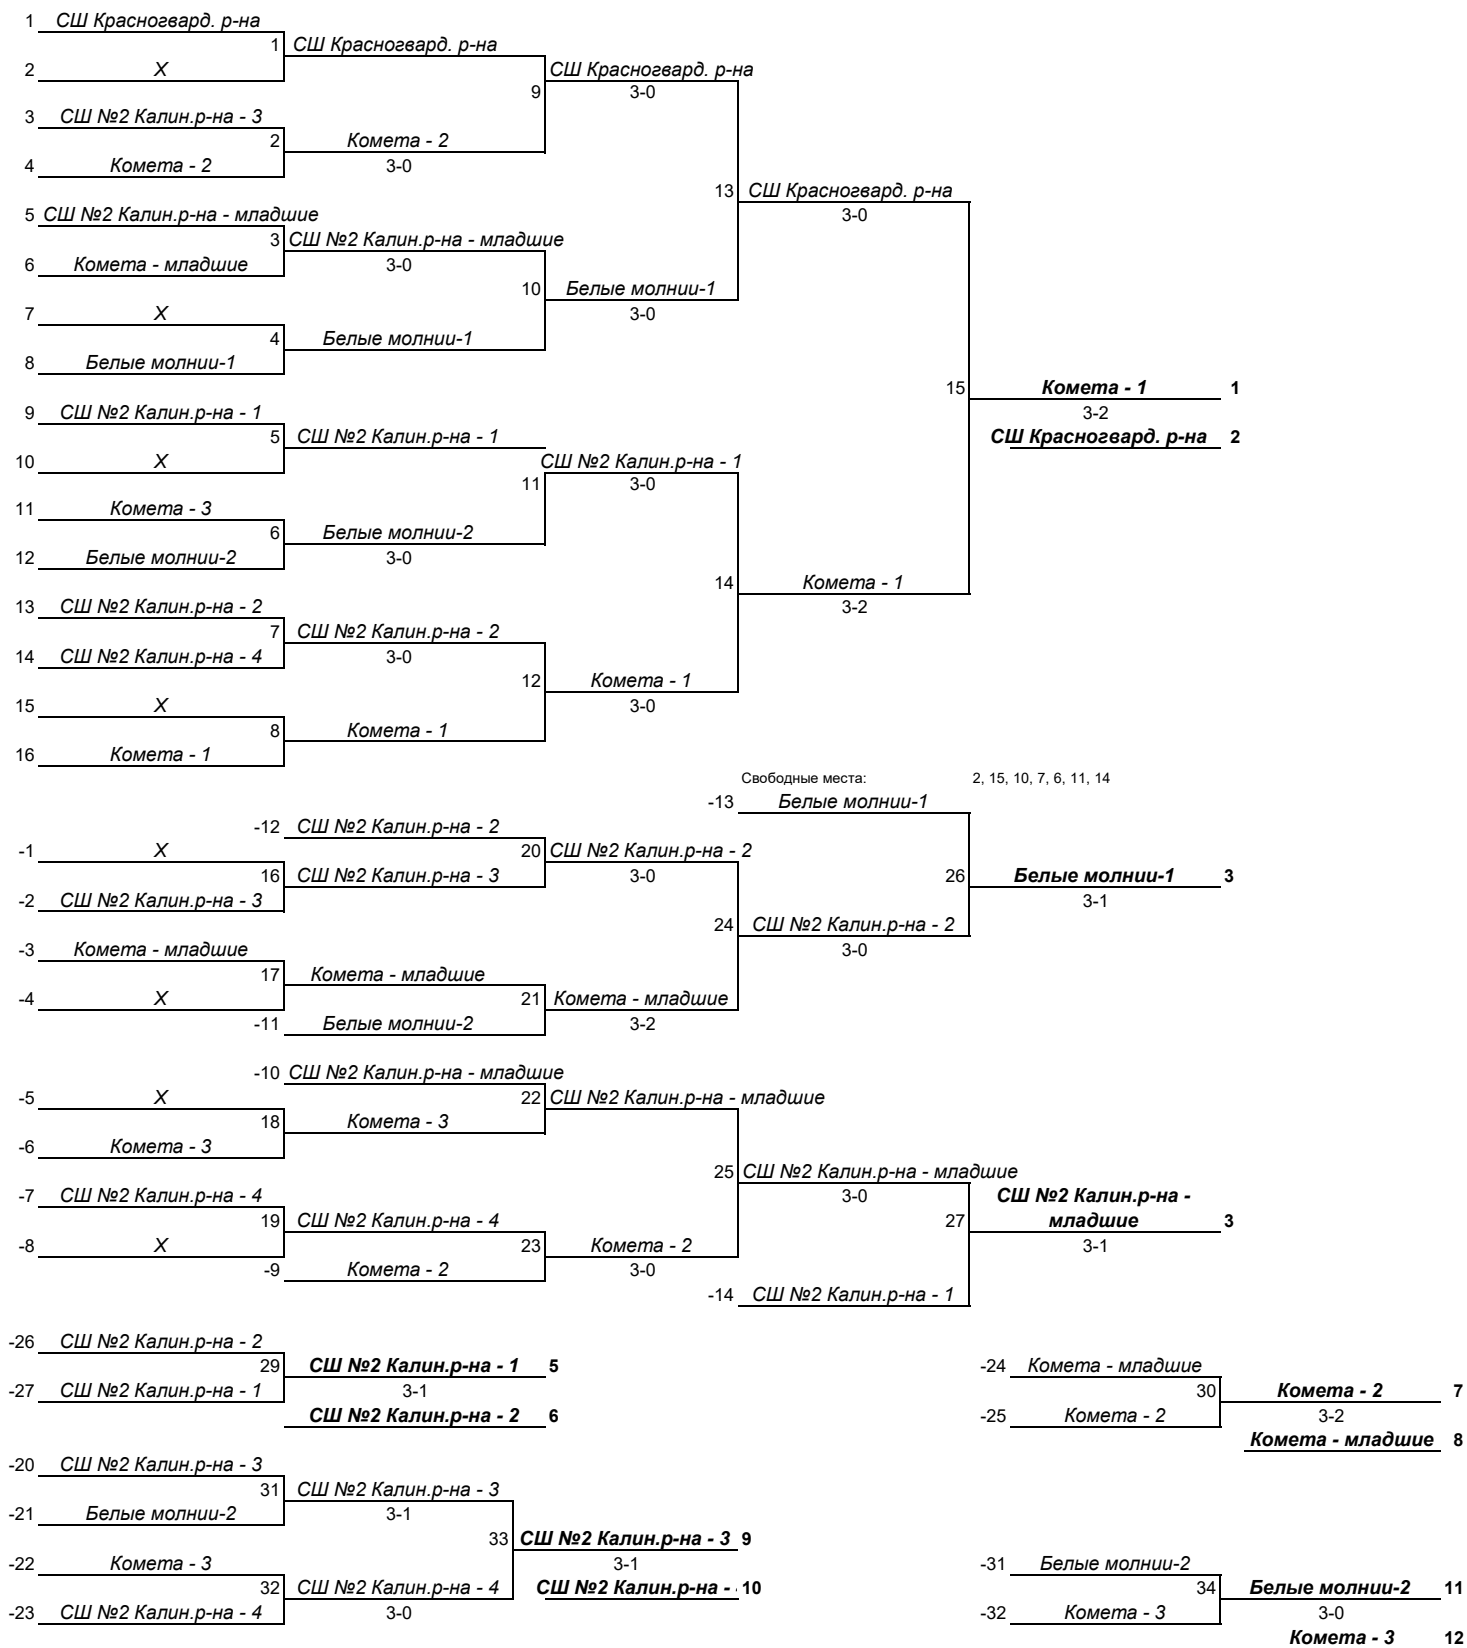 1 СШ Красногвард. р-на
1 СШ Красногвард. р-на
2 X
СШ Красногвард. р-на
9 3-0
3 СШ №2 Калин.р-на - 3
2 Комета - 2
4 Комета - 2 3-0
13 СШ Красногвард. р-на
5 СШ №2 Калин.р-на - младшие 3-0
3 СШ №2 Калин.р-на - младшие
6 Комета - младшие 3-0
10 Белые молнии-1
7 X 3-0
4 Белые молнии-1
8 Белые молнии-1
15 Комета - 1 1
9 СШ №2 Калин.р-на - 1 3-2
5 СШ №2 Калин.р-на - 1 СШ Красногвард. р-на 2
10 X СШ №2 Калин.р-на - 1
11 3-0
11 Комета - 3
6 Белые молнии-2
12 Белые молнии-2 3-0
14 Комета - 1
13 СШ №2 Калин.р-на - 2 3-2
7 СШ №2 Калин.р-на - 2
14 СШ №2 Калин.р-на - 4 3-0
12 Комета - 1
15 X 3-0
8 Комета - 1
16 Комета - 1
Свободные места: 2, 15, 10, 7, 6, 11, 14
-13 Белые молнии-1
-12 СШ №2 Калин.р-на - 2
-1 X 20 СШ №2 Калин.р-на - 2
16 СШ №2 Калин.р-на - 3 3-0 26 Белые молнии-1 3
-2 СШ №2 Калин.р-на - 3 3-1
24 СШ №2 Калин.р-на - 2
-3 Комета - младшие 3-0
17 Комета - младшие
-4 X 21 Комета - младшие
-11 Белые молнии-2 3-2
-10 СШ №2 Калин.р-на - младшие
-5 X 22 СШ №2 Калин.р-на - младшие
18 Комета - 3
-6 Комета - 3
25 СШ №2 Калин.р-на - младшие
-7 СШ №2 Калин.р-на - 4 3-0 СШ №2 Калин.р-на -
19 СШ №2 Калин.р-на - 4 27 младшие 3
-8 X 23 Комета - 2 3-1
-9 Комета - 2 3-0
-14 СШ №2 Калин.р-на - 1
-26 СШ №2 Калин.р-на - 2
29 СШ №2 Калин.р-на - 1 5 -24 Комета - младшие
-27 СШ №2 Калин.р-на - 1 3-1 30 Комета - 2 7
СШ №2 Калин.р-на - 2 6 -25 Комета - 2 3-2
Комета - младшие 8
-20 СШ №2 Калин.р-на - 3
31 СШ №2 Калин.р-на - 3
-21 Белые молнии-2 3-1
33 СШ №2 Калин.р-на - 3 9
-22 Комета - 3 3-1 -31 Белые молнии-2
32 СШ №2 Калин.р-на - 4 СШ №2 Калин.р-на - 10 34 Белые молнии-2 11
-23 СШ №2 Калин.р-на - 4 3-0 -32 Комета - 3 3-0
Комета - 3 12